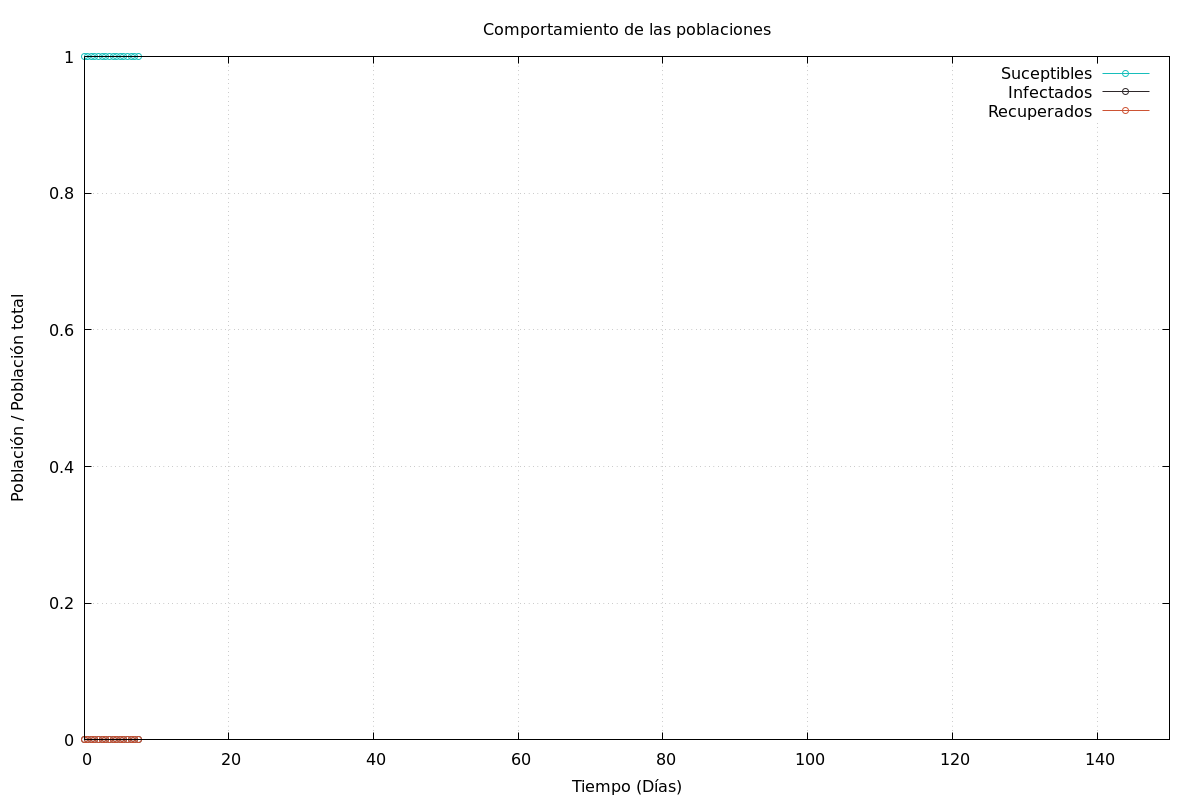 Comportamiento de las poblaciones
Suceptibles
Infectados
Recuperados
1
0.8
0.6
0.4
0.2
0
Población / Población total
0 20 40 60 80 100 120 140
Tiempo (Días)